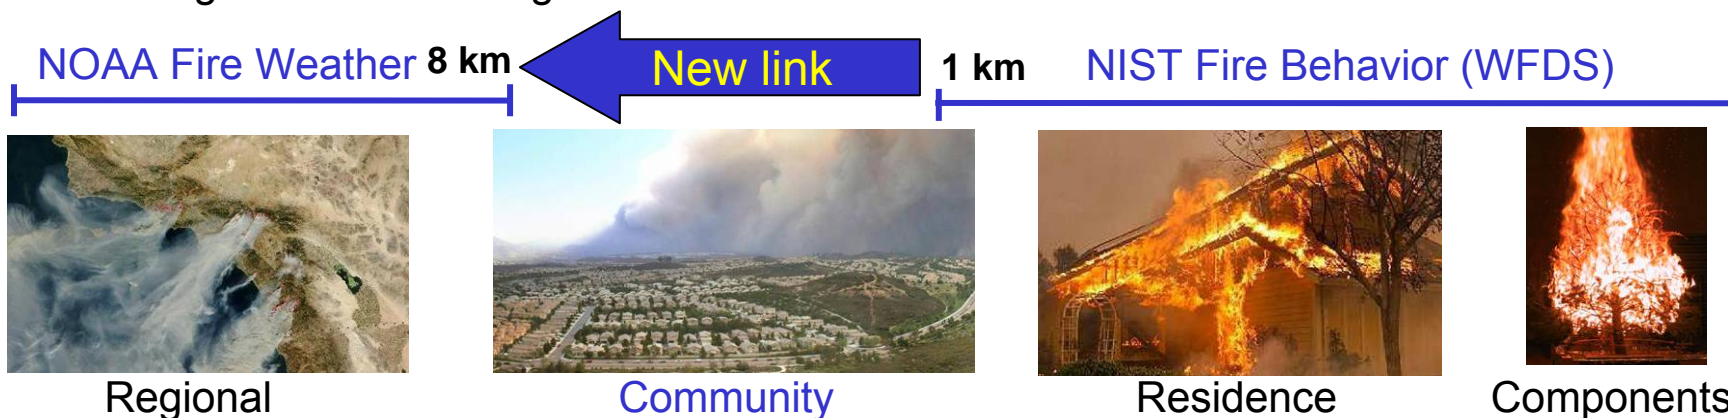 NOAA Fire Weather 8 km New link 1 km NIST Fire Behavior (WFDS)
Regional Community Residence Components